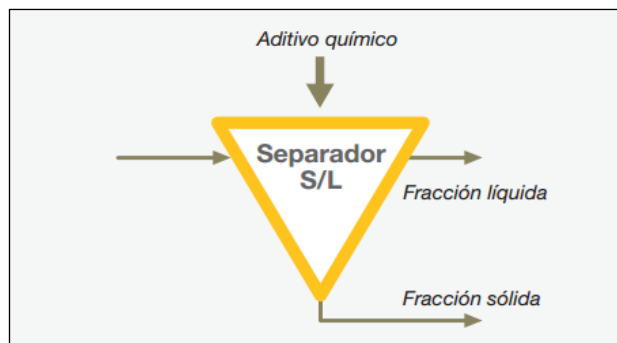 Aditivo químico
Separador
S/L
Fracción líquida
Fracción sólida